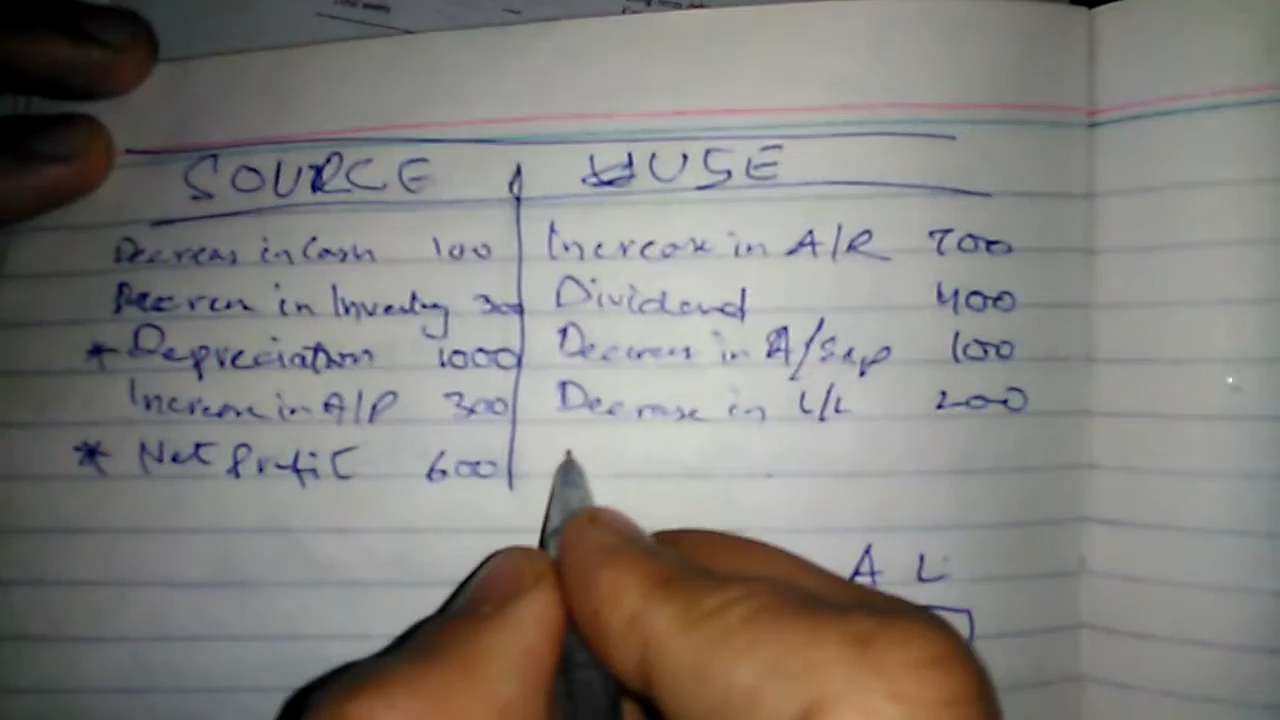 SOURCE USE
Decreas in Cash 100 Increase in A/R 700
Decrease in Inventory 300 Dividend 400
* Depreciation 1000 Decreas in A/Sup 100
Increase in A/P 300 Decrease in L/L 200
* Net Profit 600
A L